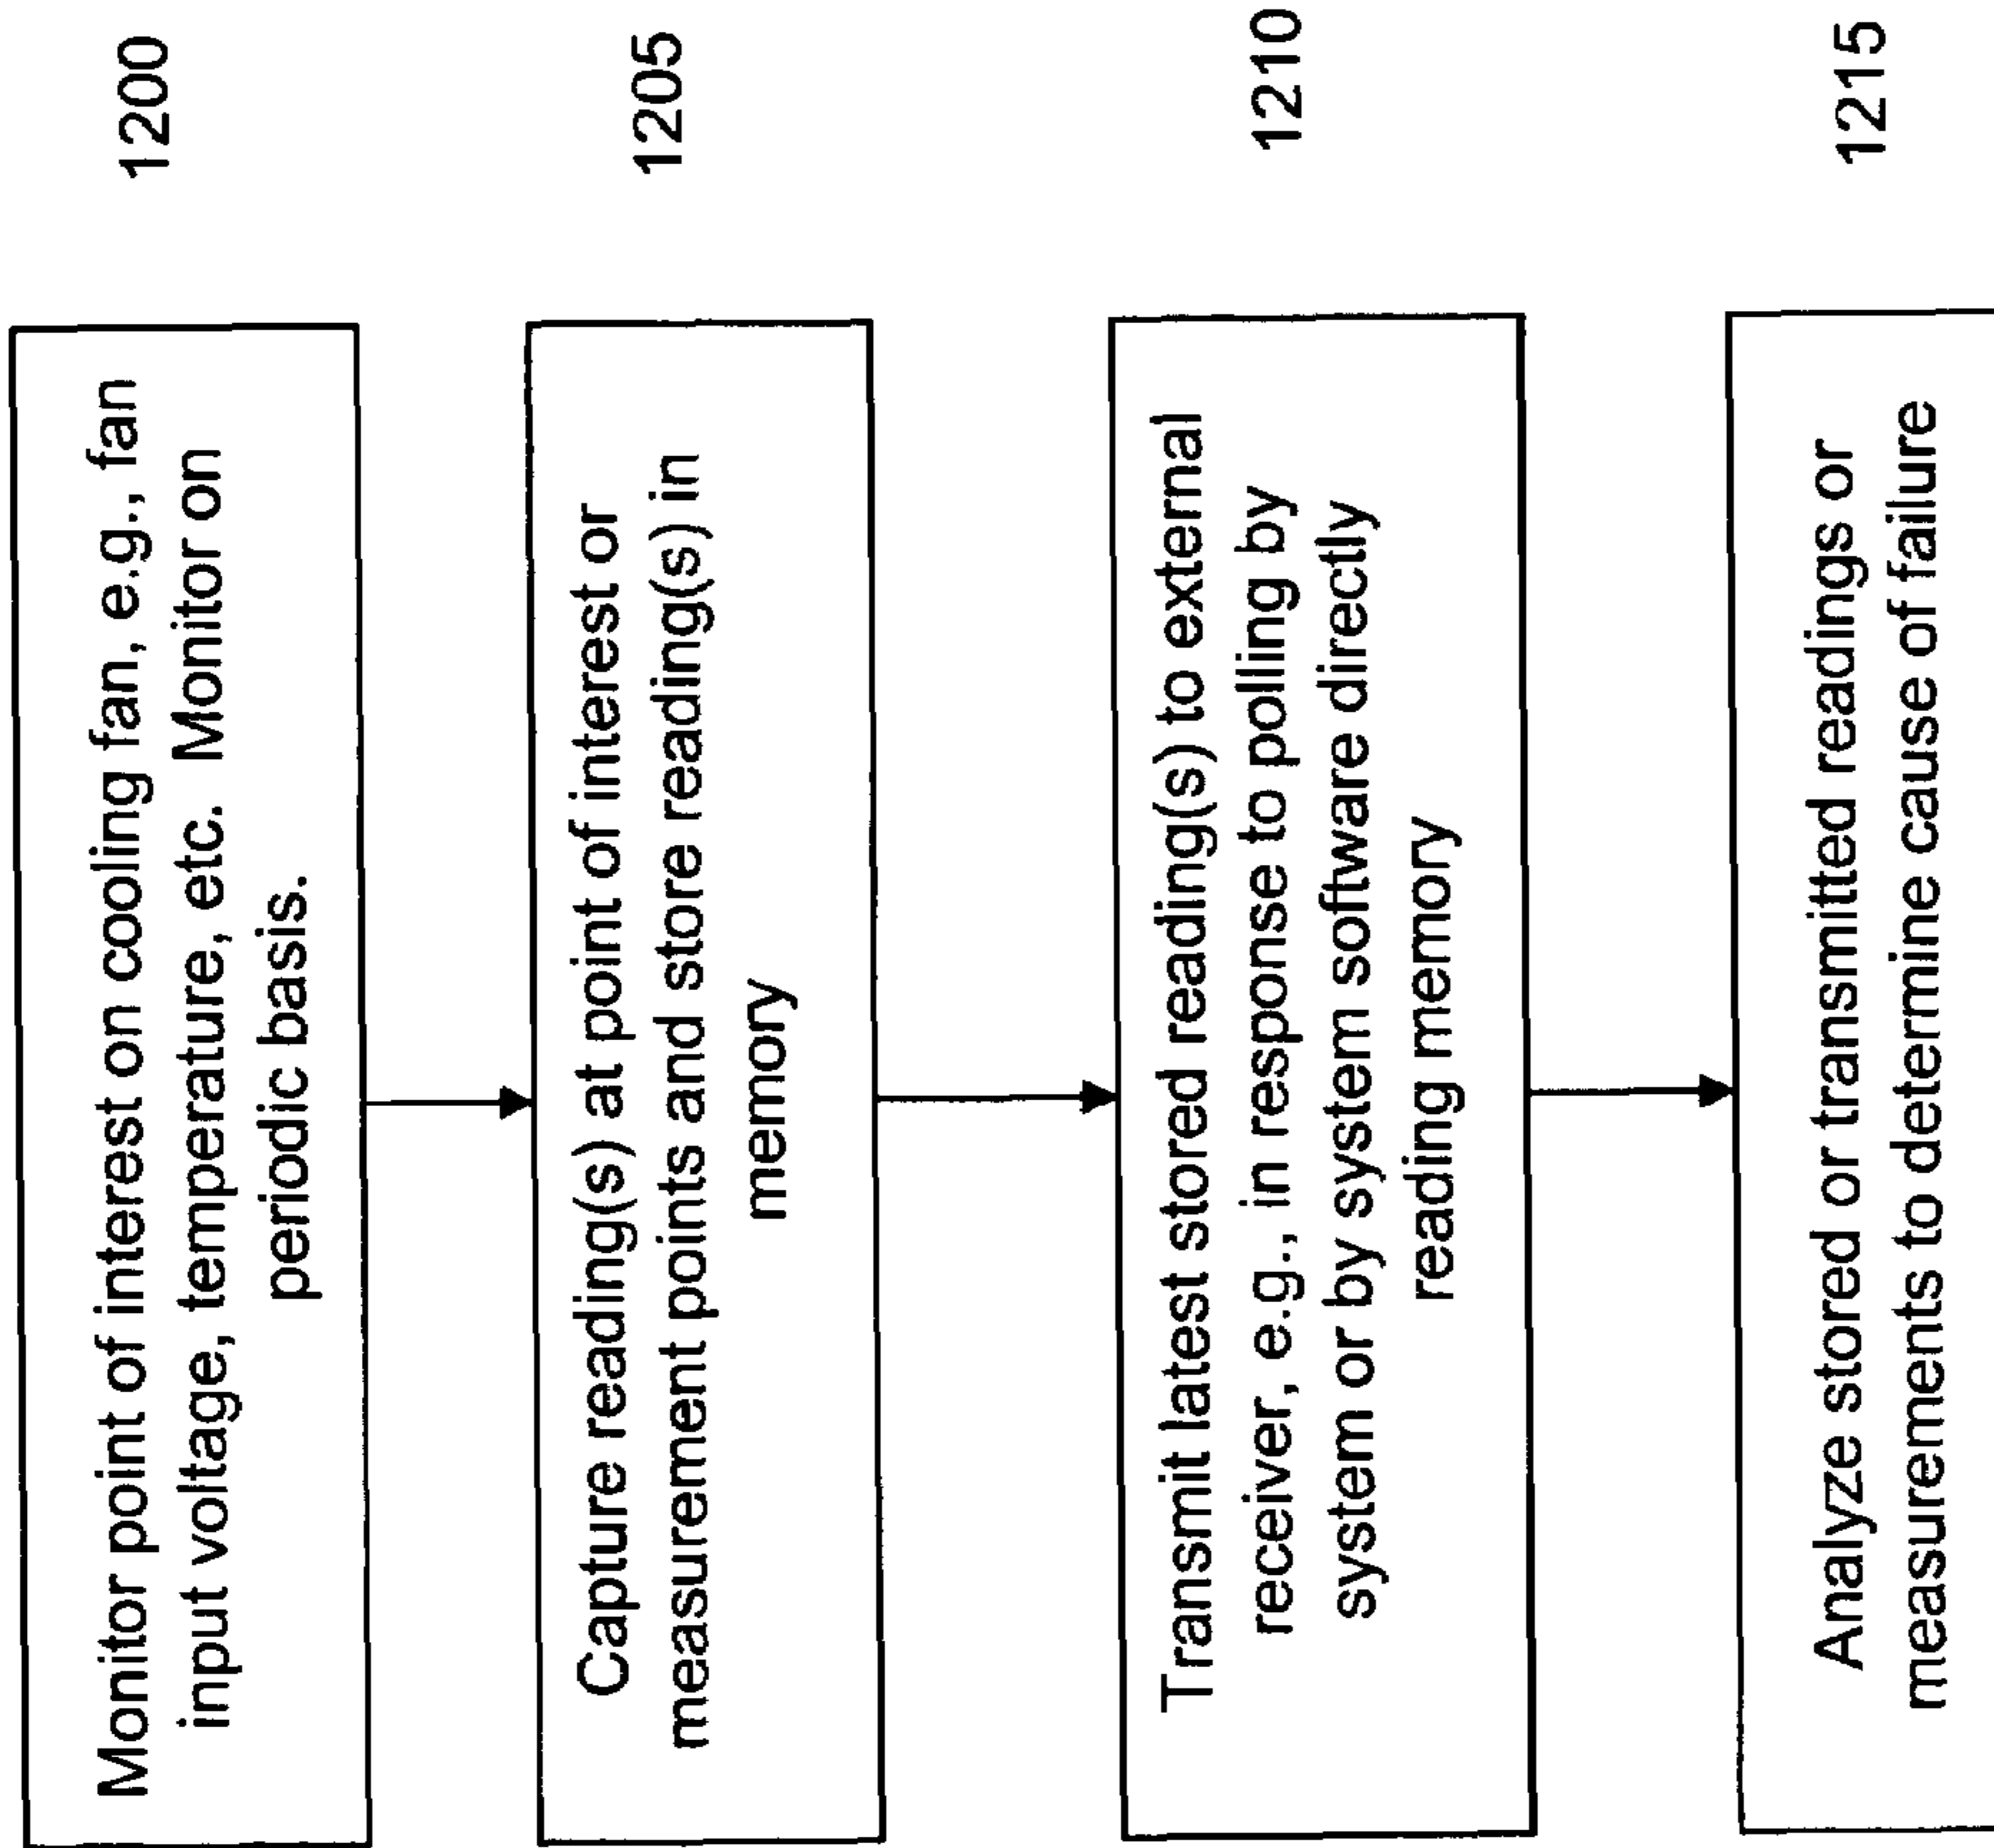 Monitor point of interest on cooling fan, e.g., fan
input voltage, temperature, etc. Monitor on
periodic basis.
1200
Capture reading(s) at point of interest or
measurement points and store reading(s) in
memory
1205
Transmit latest stored reading(s) to external
receiver, e.g., in response to polling by
system or by system software directly
reading memory
1210
Analyze stored or transmitted readings or
measurements to determine cause of failure
1215